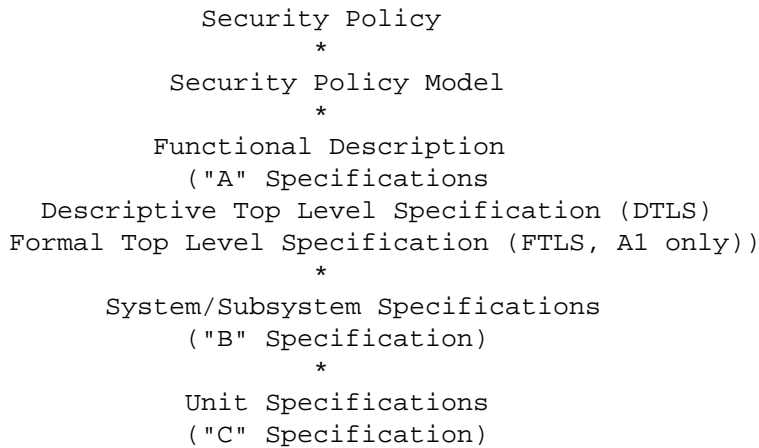 Security Policy
*
Security Policy Model
*
Functional Description
("A" Specifications
Descriptive Top Level Specification (DTLS)
Formal Top Level Specification (FTLS, A1 only))
*
System/Subsystem Specifications
("B" Specification)
*
Unit Specifications
("C" Specification)